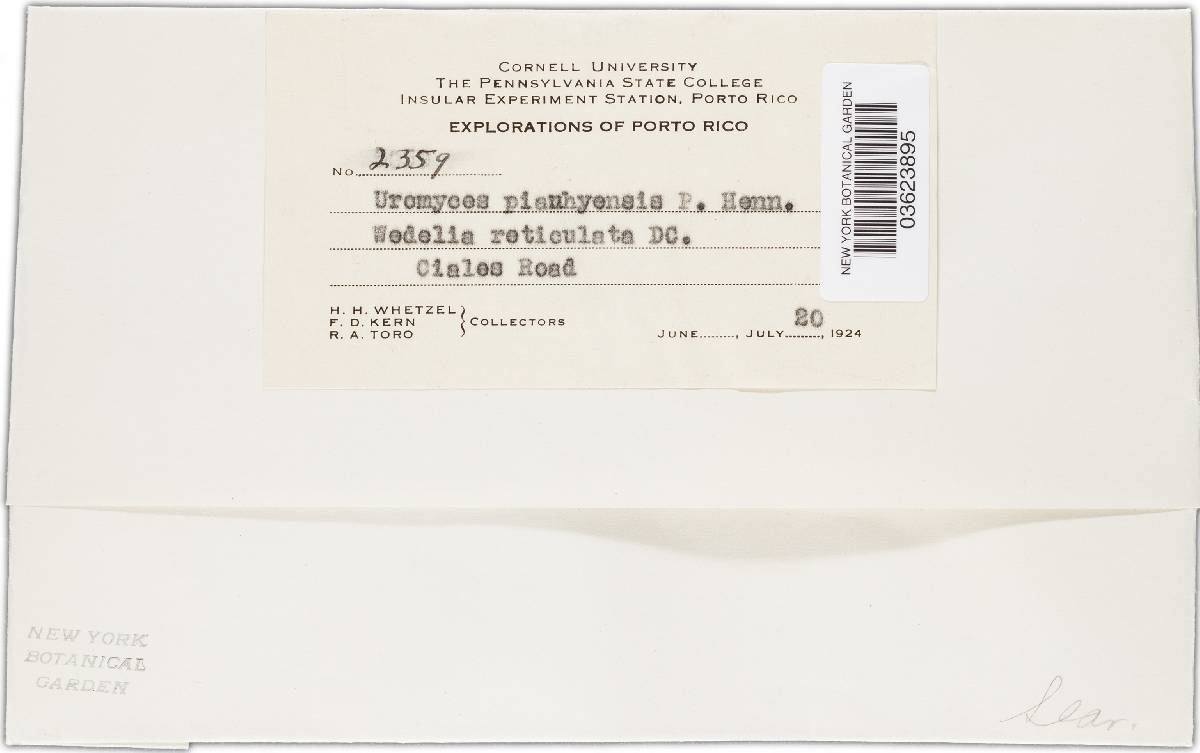 CORNELL UNIVERSITY
THE PENNSYLVANIA STATE COLLEGE
INSULAR EXPERIMENT STATION, PORTO RICO
EXPLORATIONS OF PORTO RICO
No. 2359
Uromyces pianhyensis P. Henn.
Wedelia reticulata DC.
Ciales Road
H. H. WHETZEL
F. D. KERN } COLLECTORS
R. A. TORO
JUNE........, JULY 20, 1924
NEW YORK BOTANICAL GARDEN
03623895
NEW YORK
BOTANICAL
GARDEN